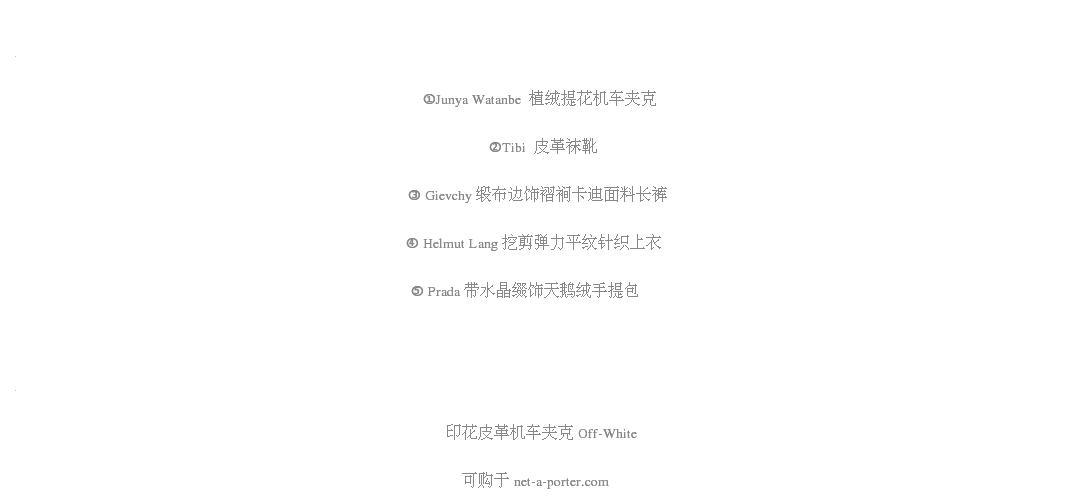 ①Junya Watanbe 植绒提花机车夹克
②Tibi 皮革袜靴
③ Gievchy 缎布边饰褶裥卡迪面料长裤
④ Helmut Lang 挖剪弹力平纹针织上衣
⑤ Prada 带水晶缀饰天鹅绒手提包
印花皮革机车夹克 Off-White
可购于 net-a-porter.com